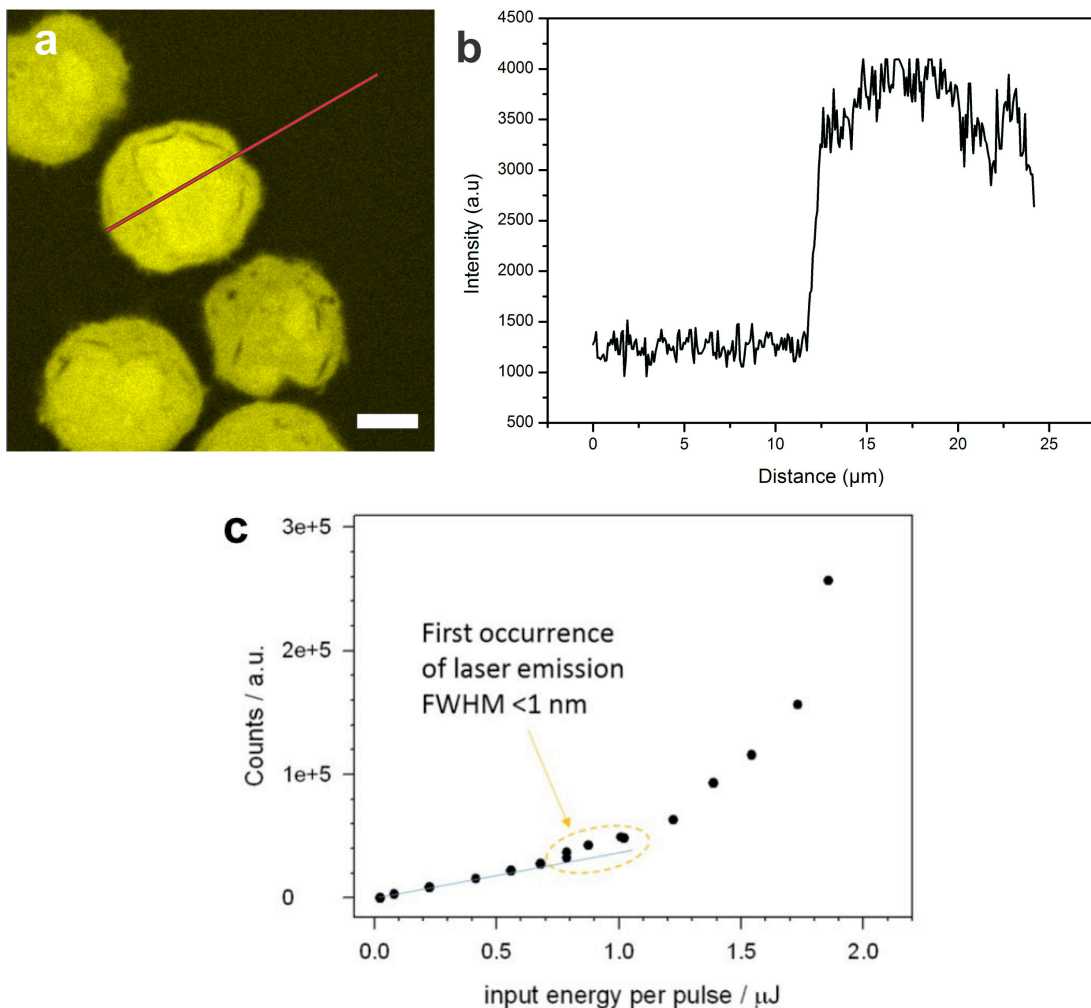 a
b
4500
4000
3500
3000
2500
2000
1500
1000
500
Intensity (a.u)
0
5
10
15
20
25
Distance (μm)
c
3e+5
2e+5
1e+5
0
Counts / a.u.
First occurrence
of laser emission
FWHM <1 nm
0.0
0.5
1.0
1.5
2.0
input energy per pulse / μJ